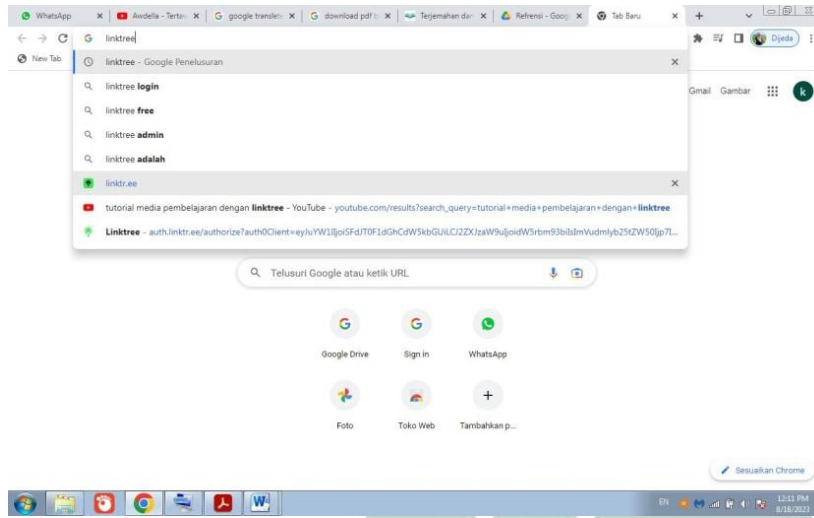 WhatsApp
Awdella - Tertaw
google translete
download pdf t
Terjemahan dan
Refrensi - Goog
Tab Baru
linktree
Dijeda
New Tab
linktree - Google Penelusuran
linktree login
linktree free
linktree admin
linktree adalah
linktr.ee
tutorial media pembelajaran dengan linktree - YouTube - youtube.com/results?search_query=tutorial+media+pembelajaran+dengan+linktree
Linktree - auth.linktr.ee/authorize?
Gmail Gambar
k
Telusuri Google atau ketik URL
Google Drive Sign in WhatsApp
Foto Toko Web Tambahkan p...
Sesuaikan Chrome
EN
12:11 PM
8/18/2023